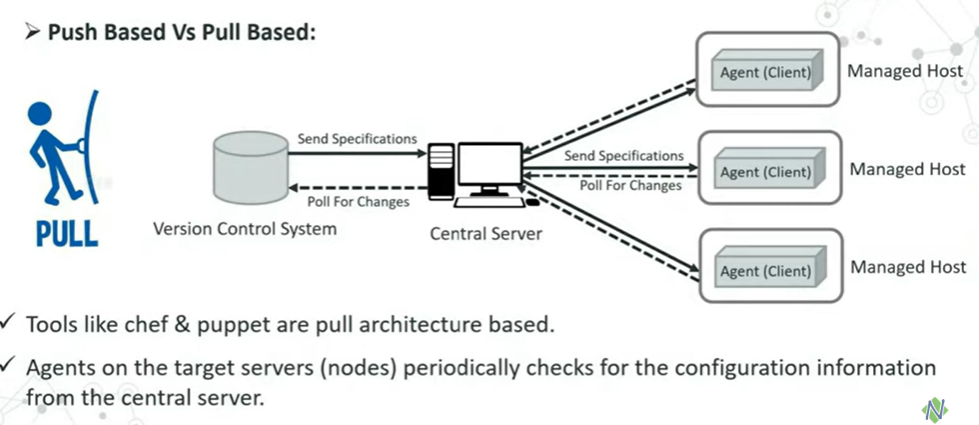 ➢ Push Based Vs Pull Based:
PULL
Version Control System
Send Specifications
Poll For Changes
Central Server
Send Specifications
Poll For Changes
Agent (Client)
Managed Host
Agent (Client)
Managed Host
Agent (Client)
Managed Host
✓ Tools like chef & puppet are pull architecture based.
✓ Agents on the target servers (nodes) periodically checks for the configuration information
from the central server.
N